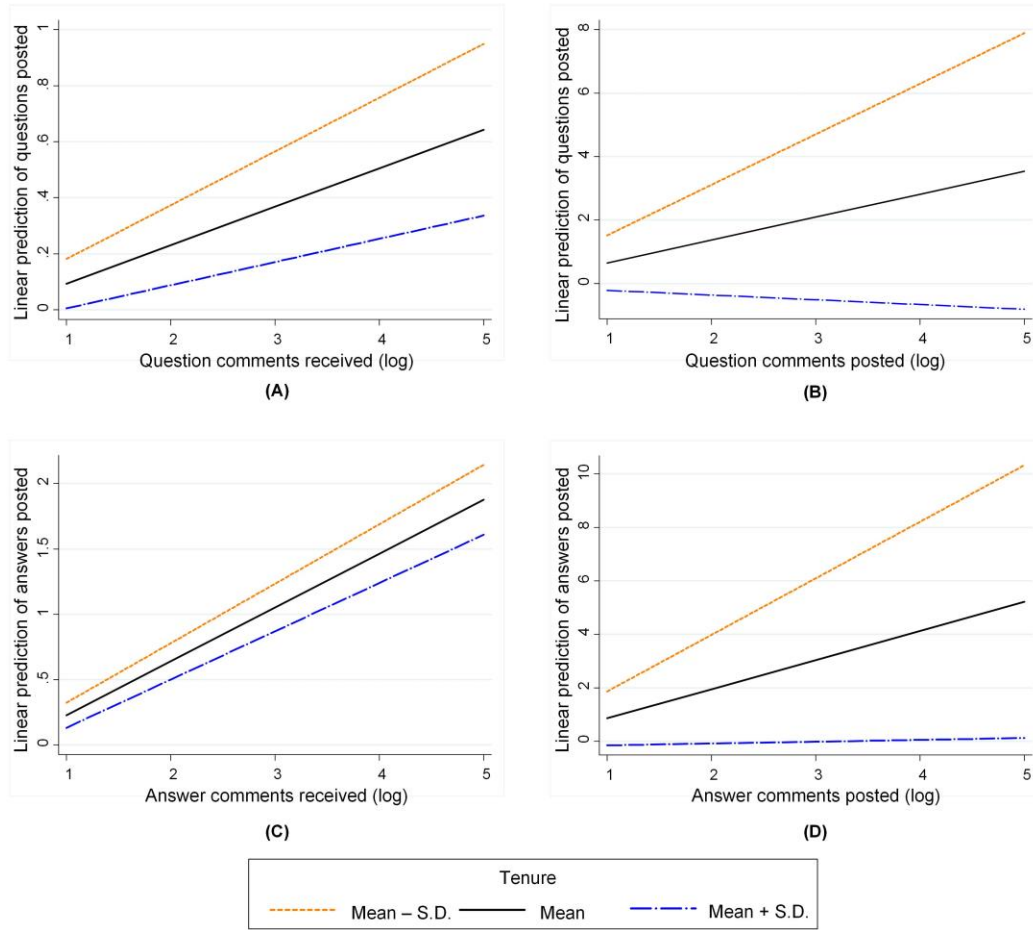 Linear prediction of questions posted
1
.8
.6
.4
.2
0
1 2 3 4 5
Question comments received (log)
(A)
Linear prediction of questions posted
8
6
4
2
0
1 2 3 4 5
Question comments posted (log)
(B)
Linear prediction of answers posted
2
1.5
1
.5
0
1 2 3 4 5
Answer comments received (log)
(C)
Linear prediction of answers posted
10
8
6
4
2
0
1 2 3 4 5
Answer comments posted (log)
(D)
Tenure
Mean – S.D. Mean Mean + S.D.